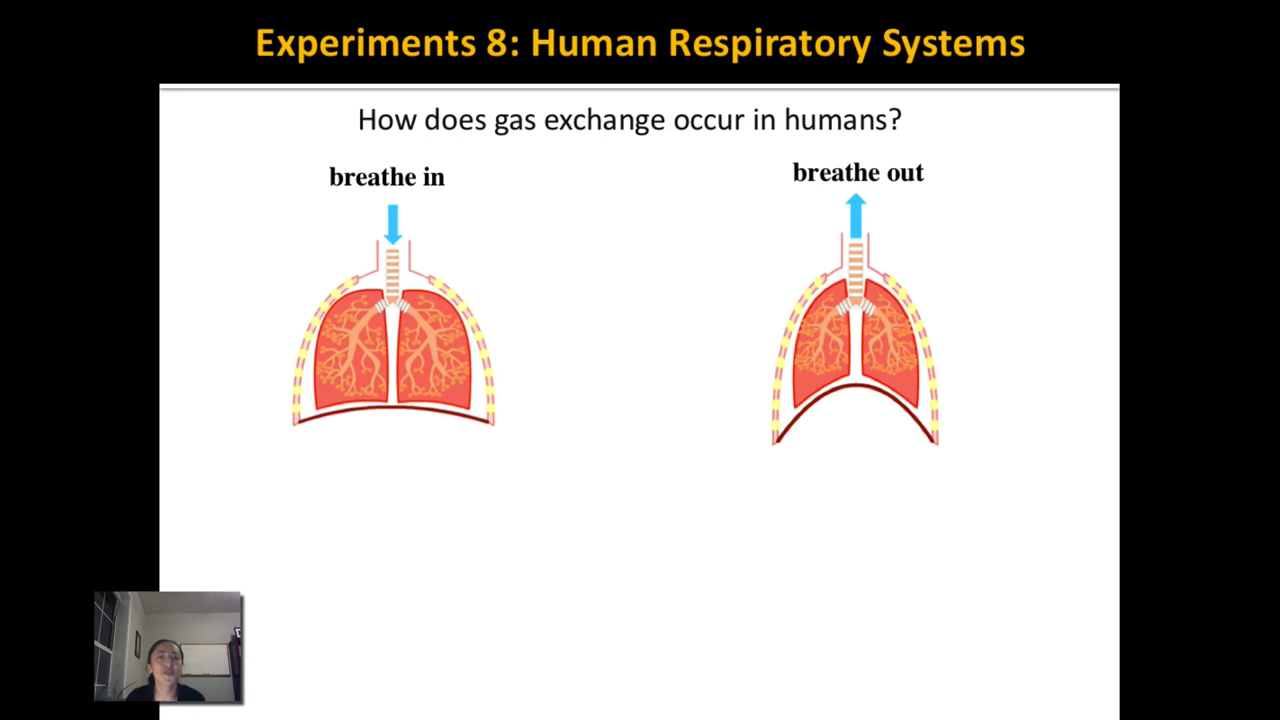 Experiments 8: Human Respiratory Systems
How does gas exchange occur in humans?
breathe in
breathe out